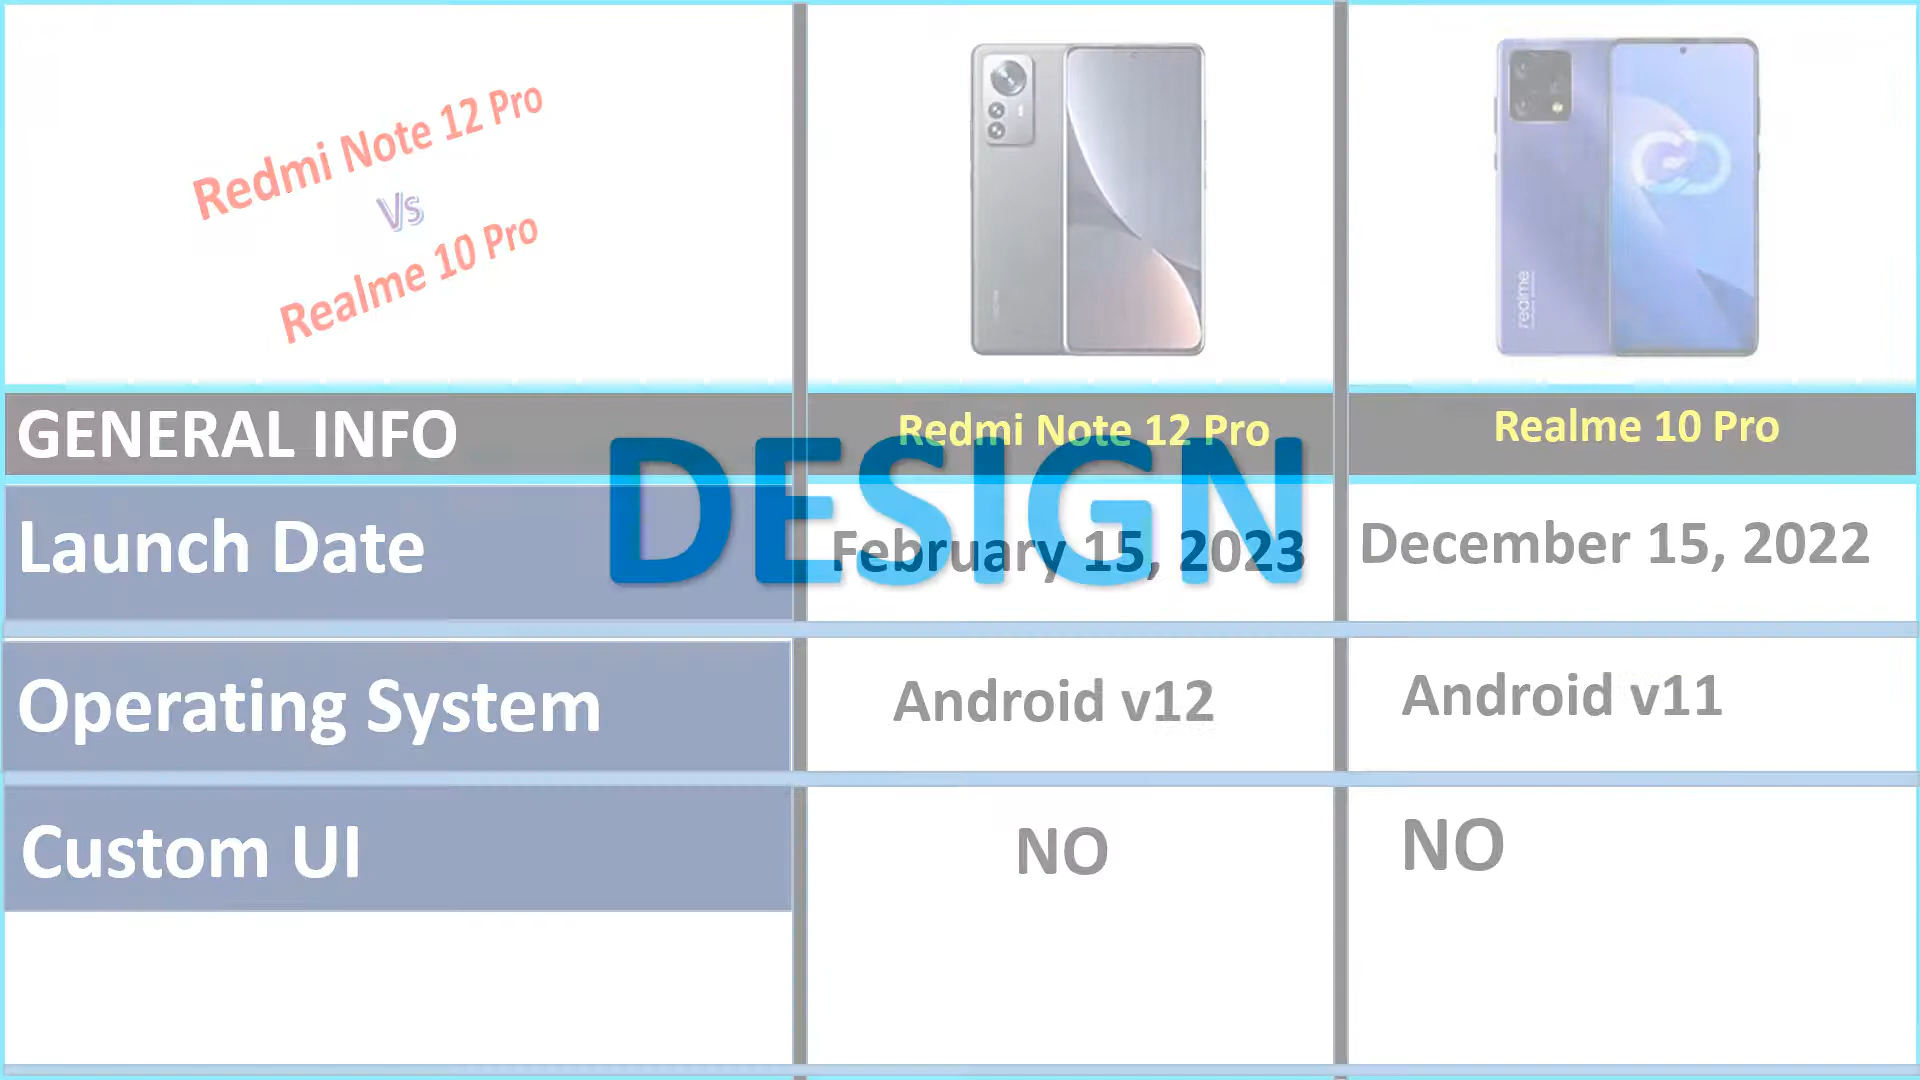 Redmi Note 12 Pro
Vs
Realme 10 Pro
realme
GENERAL INFO
Redmi Note 12 Pro
Realme 10 Pro
DESIGN
Launch Date
February 15, 2023
December 15, 2022
Operating System
Android v12
Android v11
Custom UI
NO
NO